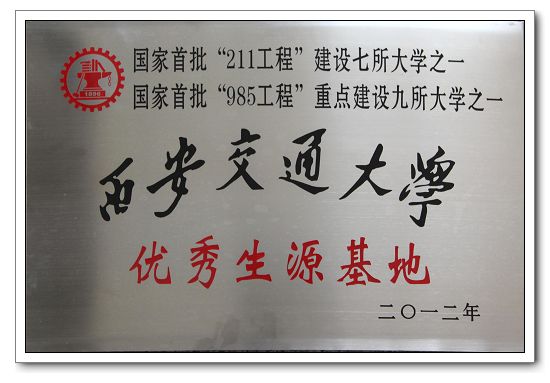 国家首批“211工程”建设七所大学之一
国家首批“985工程”重点建设九所大学之一
西安交通大學
优秀生源基地
二〇一二年
1896